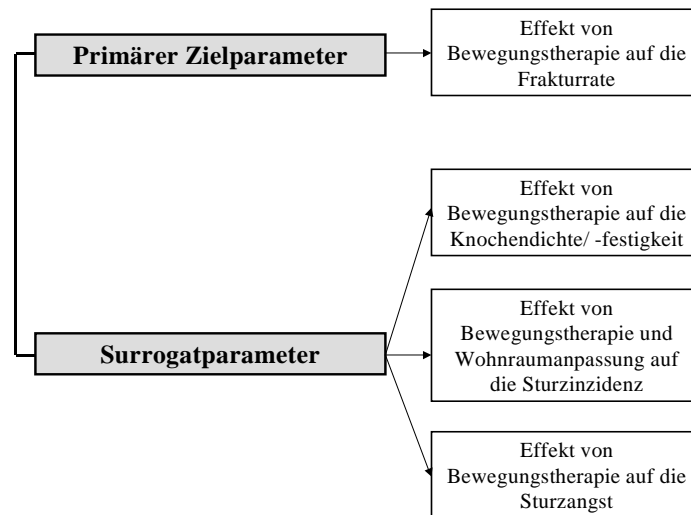 Primärer Zielparameter
Effekt von
Bewegungstherapie auf die
Frakturrate
Effekt von
Bewegungstherapie auf die
Knochendichte/ -festigkeit
Surrogatparameter
Effekt von
Bewegungstherapie und
Wohnraumanpassung auf
die Sturzinzidenz
Effekt von
Bewegungstherapie auf die
Sturzangst